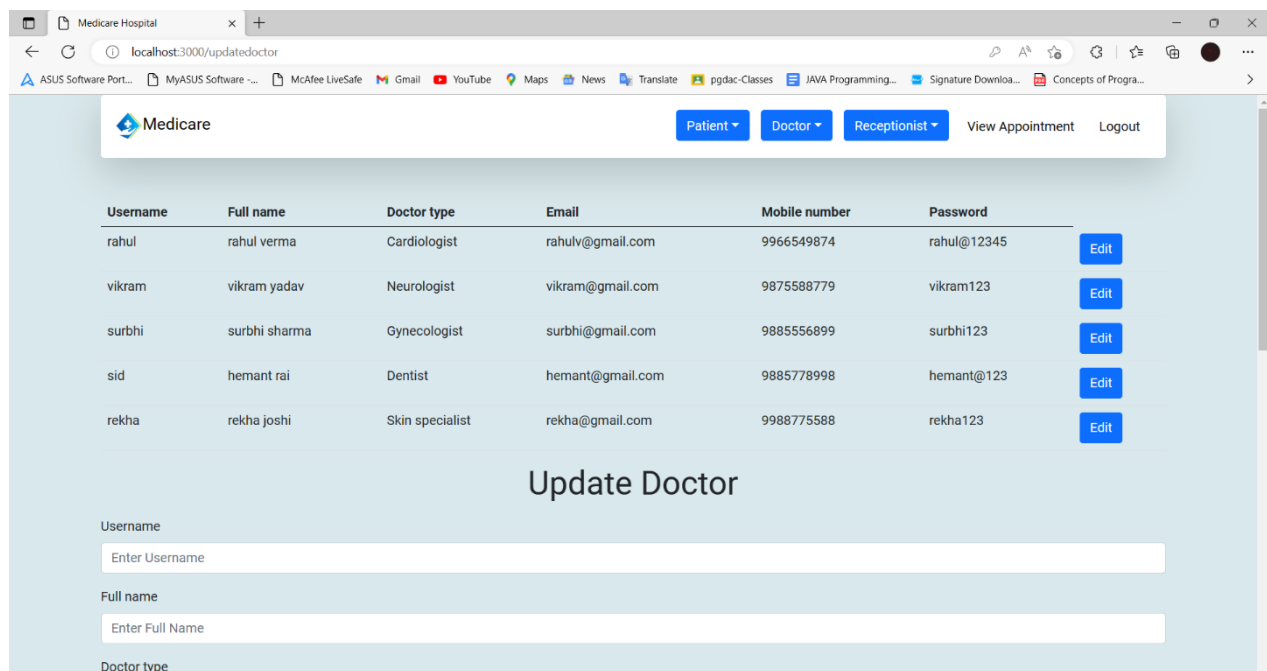 Medicare Hospital
localhost:3000/updatedoctor
ASUS Software Port... MyASUS Software -... McAfee LiveSafe Gmail YouTube Maps News Translate pgdac-Classes JAVA Programming... Signature Downloa... Concepts of Progra...
Medicare Patient Doctor Receptionist View Appointment Logout
Username Full name Doctor type Email Mobile number Password
rahul rahul verma Cardiologist rahulv@gmail.com 9966549874 rahul@12345 Edit
vikram vikram yadav Neurologist vikram@gmail.com 9875588779 vikram123 Edit
surbhi surbhi sharma Gynecologist surbhi@gmail.com 9885556899 surbhi123 Edit
sid hemant rai Dentist hemant@gmail.com 9885778998 hemant@123 Edit
rekha rekha joshi Skin specialist rekha@gmail.com 9988775588 rekha123 Edit
Update Doctor
Username
Enter Username
Full name
Enter Full Name
Doctor type